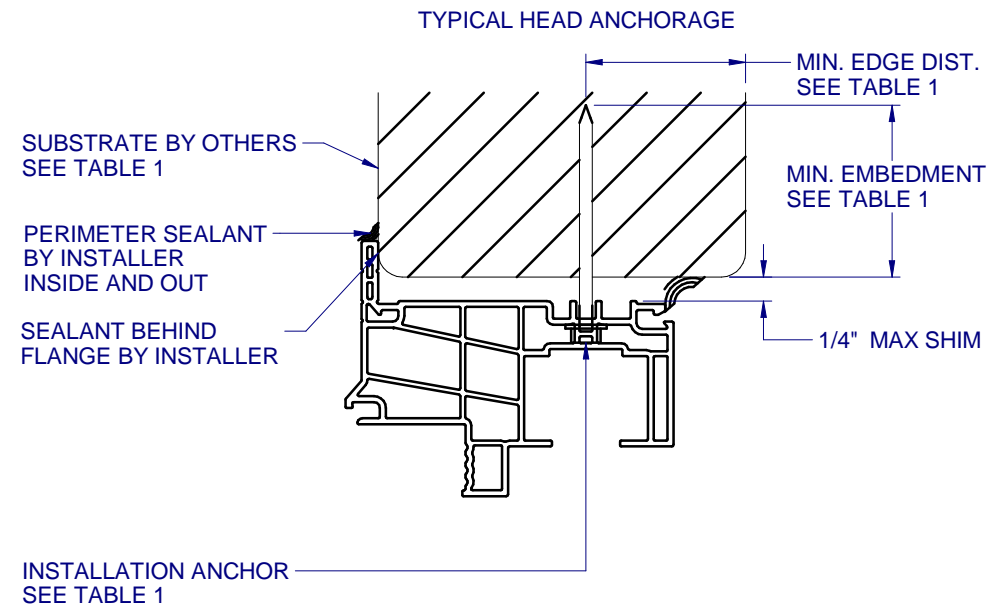 TYPICAL HEAD ANCHORAGE
MIN. EDGE DIST.
SEE TABLE 1
SUBSTRATE BY OTHERS
SEE TABLE 1
MIN. EMBEDMENT
SEE TABLE 1
PERIMETER SEALANT
BY INSTALLER
INSIDE AND OUT
SEALANT BEHIND
FLANGE BY INSTALLER
1/4" MAX SHIM
INSTALLATION ANCHOR
SEE TABLE 1